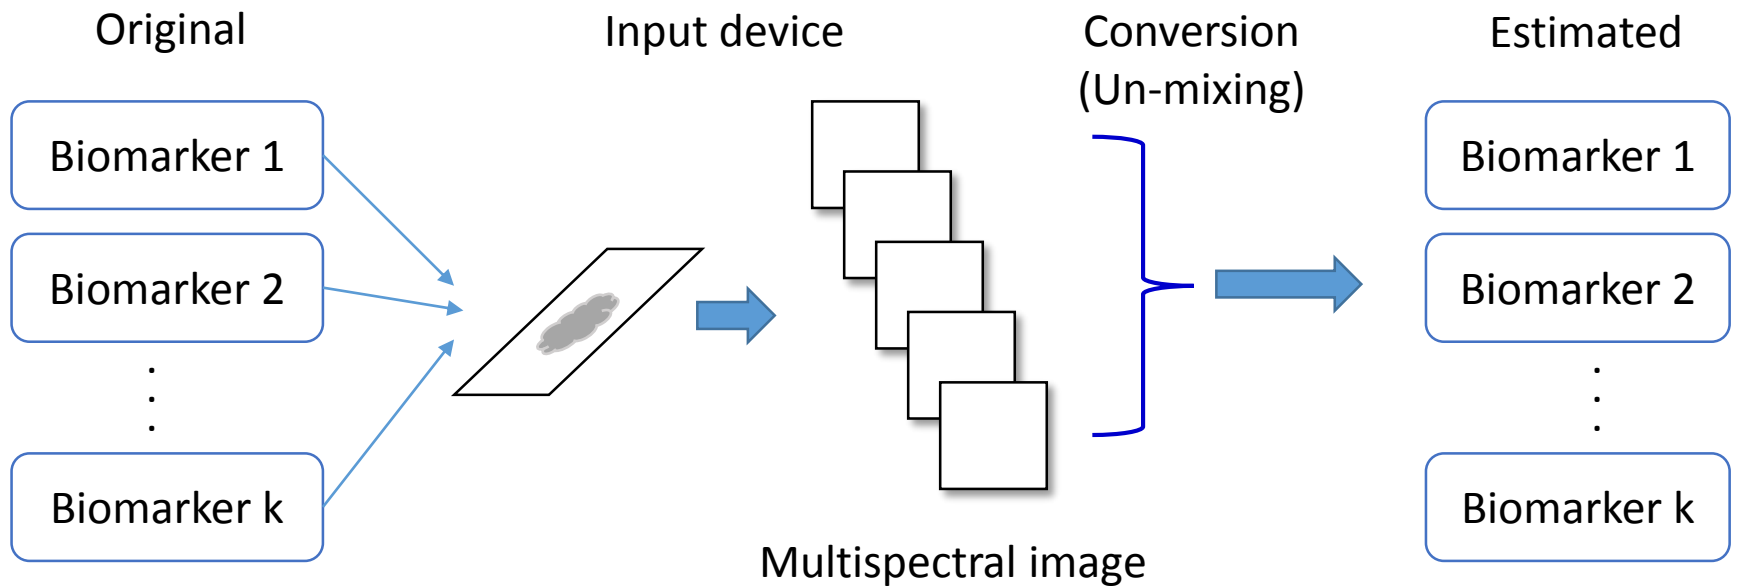 Original
Input device
Conversion
(Un-mixing)
Estimated
Biomarker 1
Biomarker 2
Biomarker k
Multispectral image
Biomarker 1
Biomarker 2
Biomarker k